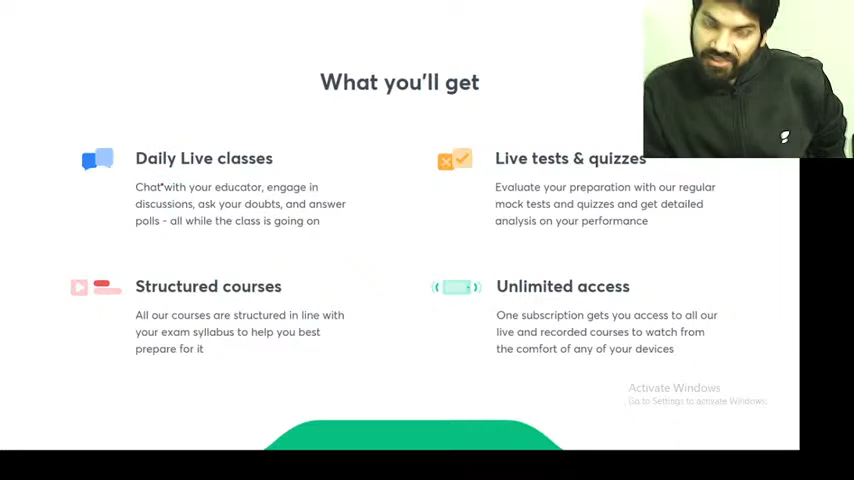 What you'll get
Daily Live classes
Chat with your educator, engage in
discussions, ask your doubts, and answer
polls - all while the class is going on
Live tests & quizzes
Evaluate your preparation with our regular
mock tests and quizzes and get detailed
analysis on your performance
Structured courses
All our courses are structured in line with
your exam syllabus to help you best
prepare for it
Unlimited access
One subscription gets you access to all our
live and recorded courses to watch from
the comfort of any of your devices
Activate Windows
Go to Settings to activate Windows.